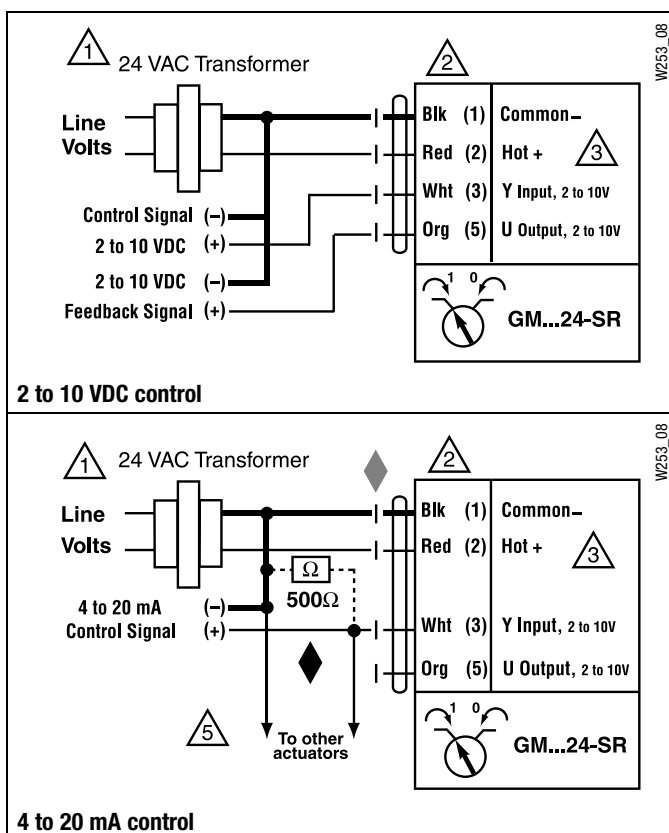 W253_08
1 24 VAC Transformer 2
Line Volts
Blk (1) Common–
Red (2) Hot + 3
Wht (3) Y Input, 2 to 10V
Org (5) U Output, 2 to 10V
Control Signal (–)
2 to 10 VDC (+)
2 to 10 VDC (–)
Feedback Signal (+)
1 0
GM...24-SR
2 to 10 VDC control
W253_08
1 24 VAC Transformer 2
Line
Volts
Blk (1) Common–
Red (2) Hot + 3
Ω
500Ω
4 to 20 mA (–)
Control Signal (+)
Wht (3) Y Input, 2 to 10V
Org (5) U Output, 2 to 10V
5
To other
actuators
1 0
GM...24-SR
4 to 20 mA control